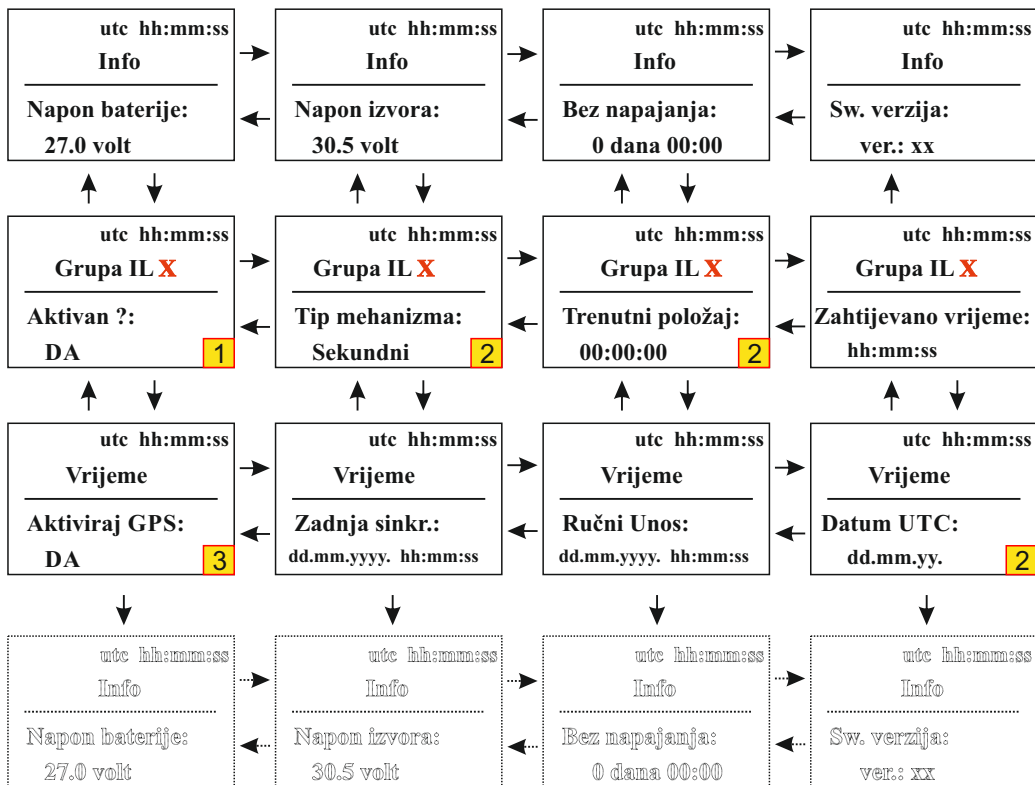 utc hh:mm:ss
Info
Napon baterije:
27.0 volt
utc hh:mm:ss
Info
Napon izvora:
30.5 volt
utc hh:mm:ss
Info
Bez napajanja:
0 dana 00:00
utc hh:mm:ss
Info
Sw. verzija:
ver.: xx
utc hh:mm:ss
Grupa IL X
Aktivan ?:
DA
1
utc hh:mm:ss
Grupa IL X
Tip mehanizma:
Sekundni
2
utc hh:mm:ss
Grupa IL X
Trenutni položaj:
00:00:00
2
utc hh:mm:ss
Grupa IL X
Zahtijevano vrijeme:
hh:mm:ss
utc hh:mm:ss
Vrijeme
Aktiviraj GPS:
DA
3
utc hh:mm:ss
Vrijeme
Zadnja sinkr.:
dd.mm.yyyy. hh:mm:ss
utc hh:mm:ss
Vrijeme
Ručni Unos:
dd.mm.yyyy. hh:mm:ss
utc hh:mm:ss
Vrijeme
Datum UTC:
dd.mm.yy.
2
utc hh:mm:ss
Info
Napon baterije:
27.0 volt
utc hh:mm:ss
Info
Napon izvora:
30.5 volt
utc hh:mm:ss
Info
Bez napajanja:
0 dana 00:00
utc hh:mm:ss
Info
Sw. verzija:
ver.: xx